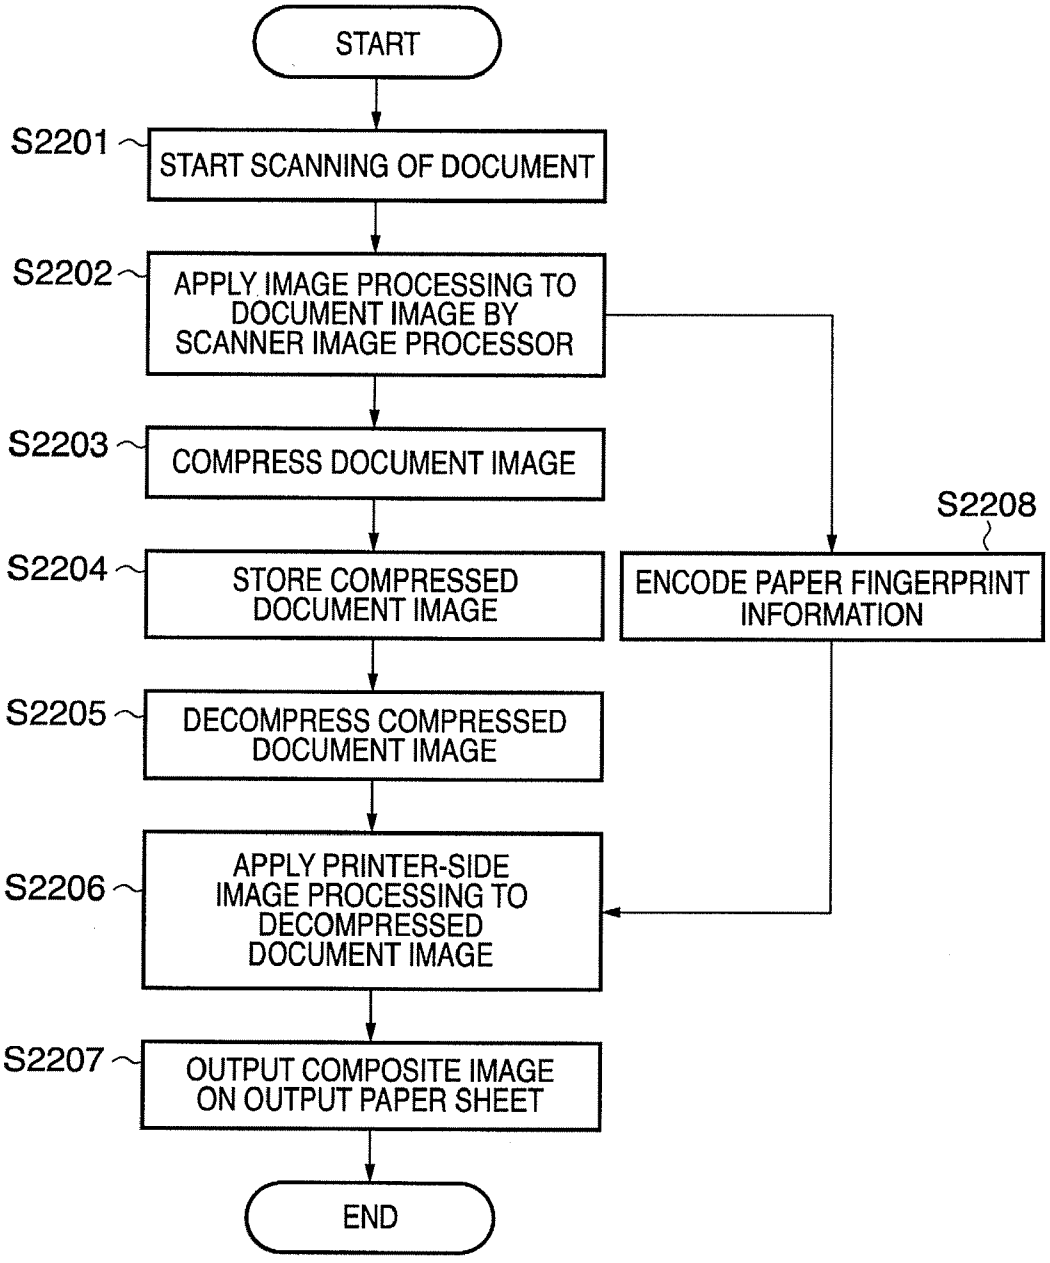 START
S2201
START SCANNING OF DOCUMENT
S2202
APPLY IMAGE PROCESSING TO
DOCUMENT IMAGE BY
SCANNER IMAGE PROCESSOR
S2203
COMPRESS DOCUMENT IMAGE
S2208
S2204
STORE COMPRESSED
DOCUMENT IMAGE
ENCODE PAPER FINGERPRINT
INFORMATION
S2205
DECOMPRESS COMPRESSED
DOCUMENT IMAGE
S2206
APPLY PRINTER-SIDE
IMAGE PROCESSING TO
DECOMPRESSED
DOCUMENT IMAGE
S2207
OUTPUT COMPOSITE IMAGE
ON OUTPUT PAPER SHEET
END